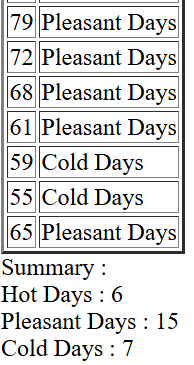 79 Pleasant Days
72 Pleasant Days
68 Pleasant Days
61 Pleasant Days
59 Cold Days
55 Cold Days
65 Pleasant Days
Summary :
Hot Days : 6
Pleasant Days : 15
Cold Days : 7